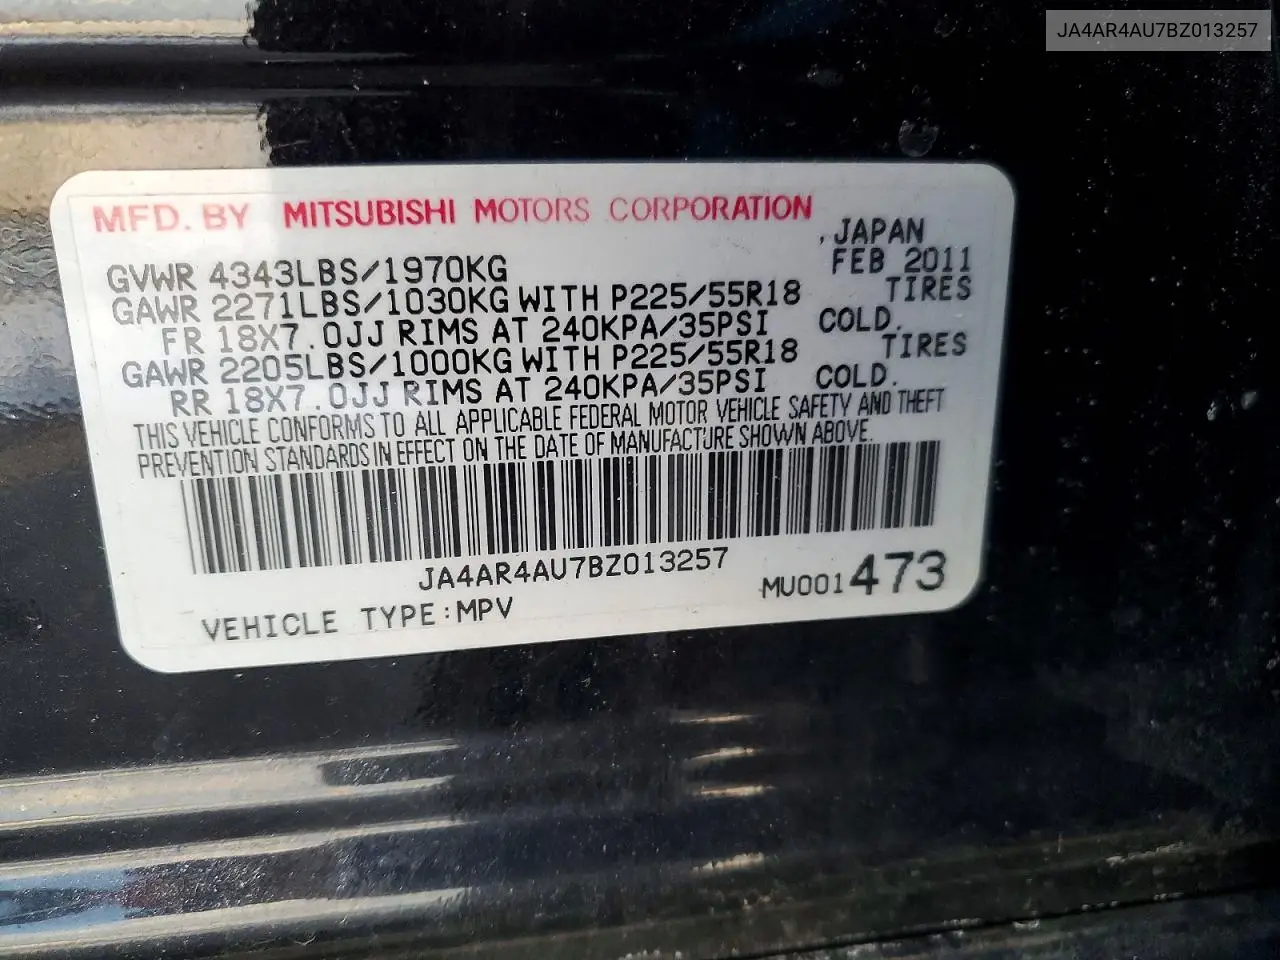 JA4AR4AU7BZ013257
MFD. BY MITSUBISHI MOTORS CORPORATION
, JAPAN
GVWR 4343LBS/1970KG FEB 2011
GAWR 2271LBS/1030KG WITH P225/55R18 TIRES
FR 18X7.0JJ RIMS AT 240KPA/35PSI COLD.
GAWR 2205LBS/1000KG WITH P225/55R18 TIRES
RR 18X7.0JJ RIMS AT 240KPA/35PSI COLD.
THIS VEHICLE CONFORMS TO ALL APPLICABLE FEDERAL MOTOR VEHICLE SAFETY AND THEFT
PREVENTION STANDARDS IN EFFECT ON THE DATE OF MANUFACTURE SHOWN ABOVE.
JA4AR4AU7BZ013257
MU001473
VEHICLE TYPE:MPV